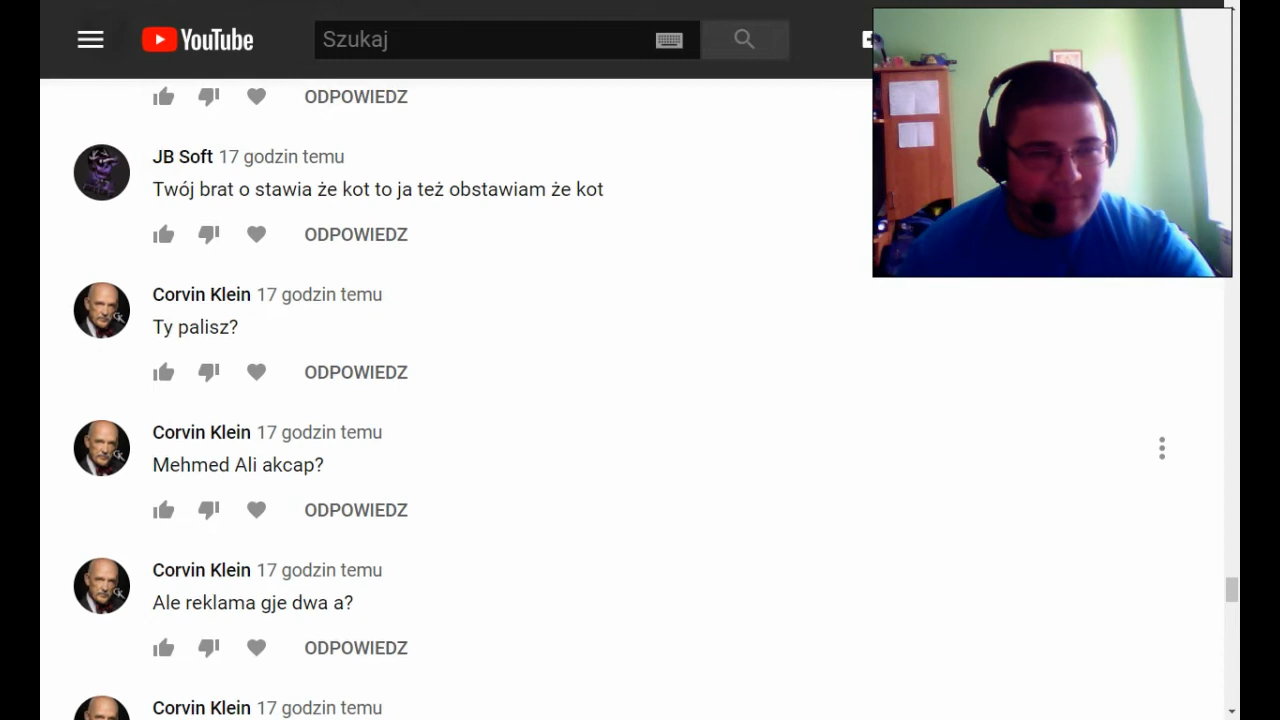 YouTube
Szukaj
ODPOWIEDZ
JB Soft 17 godzin temu
Twój brat o stawia że kot to ja też obstawiam że kot
ODPOWIEDZ
Corvin Klein 17 godzin temu
Ty palisz?
ODPOWIEDZ
Corvin Klein 17 godzin temu
Mehmed Ali akcap?
ODPOWIEDZ
Corvin Klein 17 godzin temu
Ale reklama gje dwa a?
ODPOWIEDZ
Corvin Klein 17 godzin temu